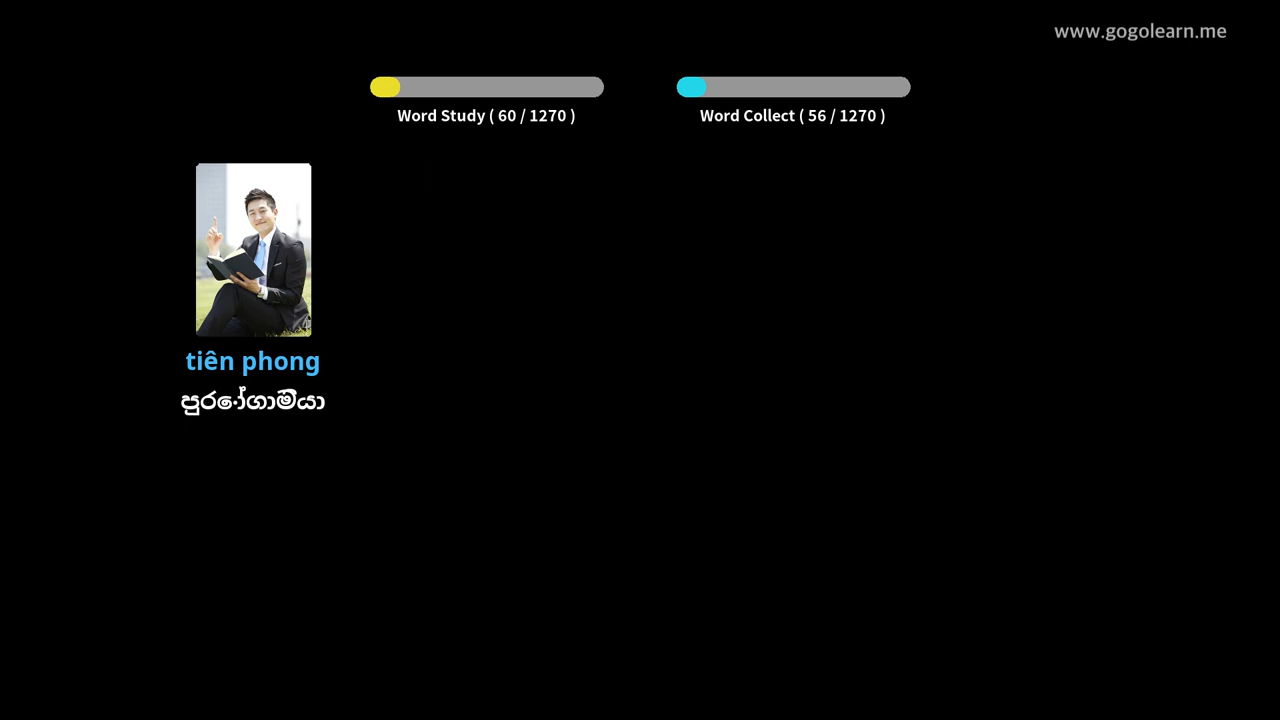 www.gogolearn.me
Word Study ( 60 / 1270 )
Word Collect ( 56 / 1270 )
tiên phong
පුරෝගාමියා